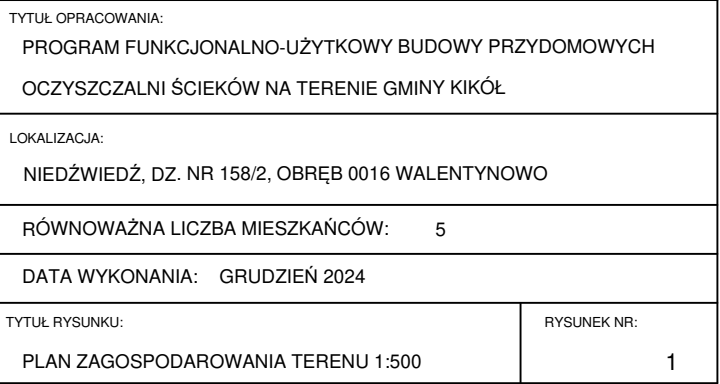 TYTUŁ OPRACOWANIA:
PROGRAM FUNKCJONALNO-UŻYTKOWY BUDOWY PRZYDOMOWYCH
OCZYSZCZALNI ŚCIEKÓW NA TERENIE GMINY KIKÓŁ
LOKALIZACJA:
NIEDŹWIEDŹ, DZ. NR 158/2, OBRĘB 0016 WALENTYNOWO
RÓWNOWAŻNA LICZBA MIESZKAŃCÓW: 5
DATA WYKONANIA: GRUDZIEŃ 2024
TYTUŁ RYSUNKU:
PLAN ZAGOSPODAROWANIA TERENU 1:500
RYSUNEK NR:
1